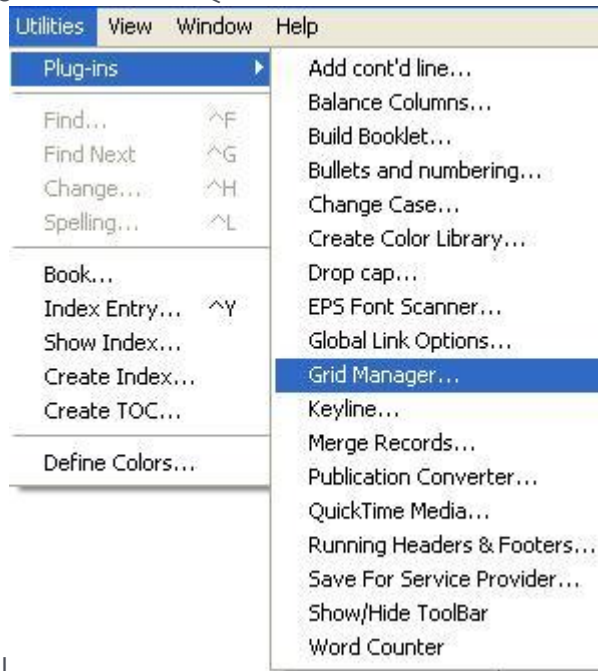 Utilities View Window Help
Plug-ins
Find... ^F
Find Next ^G
Change... ^H
Spelling... ^L
Book...
Index Entry... ^Y
Show Index...
Create Index...
Create TOC...
Define Colors...
Add cont'd line...
Balance Columns...
Build Booklet...
Bullets and numbering...
Change Case...
Create Color Library...
Drop cap...
EPS Font Scanner...
Global Link Options...
Grid Manager...
Keyline...
Merge Records...
Publication Converter...
QuickTime Media...
Running Headers & Footers...
Save For Service Provider...
Show/Hide ToolBar
Word Counter